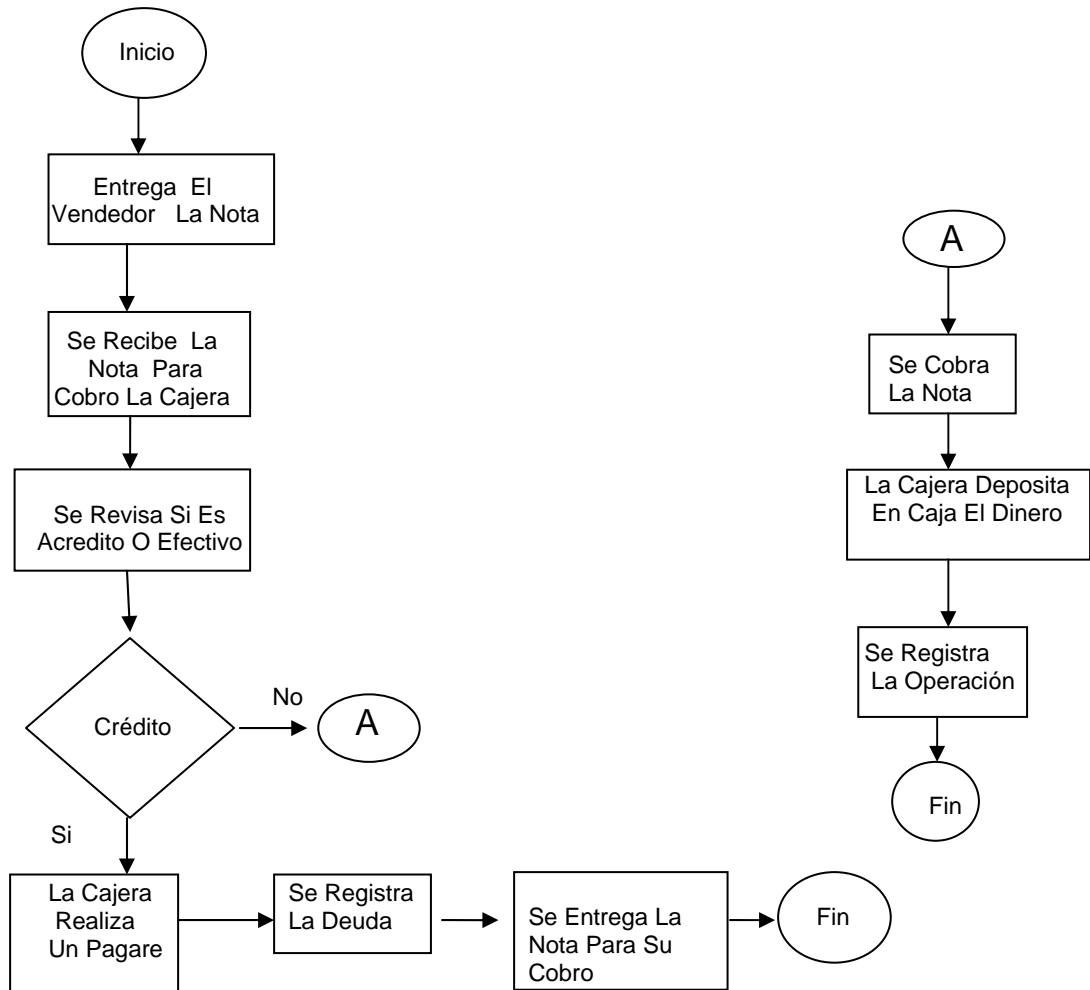 Inicio
Entrega El
Vendedor La Nota
Se Recibe La
Nota Para
Cobro La Cajera
Se Revisa Si Es
Acredito O Efectivo
Crédito
No
A
Si
La Cajera
Realiza
Un Pagare
Se Registra
La Deuda
Se Entrega La
Nota Para Su
Cobro
Fin
A
Se Cobra
La Nota
La Cajera Deposita
En Caja El Dinero
Se Registra
La Operación
Fin